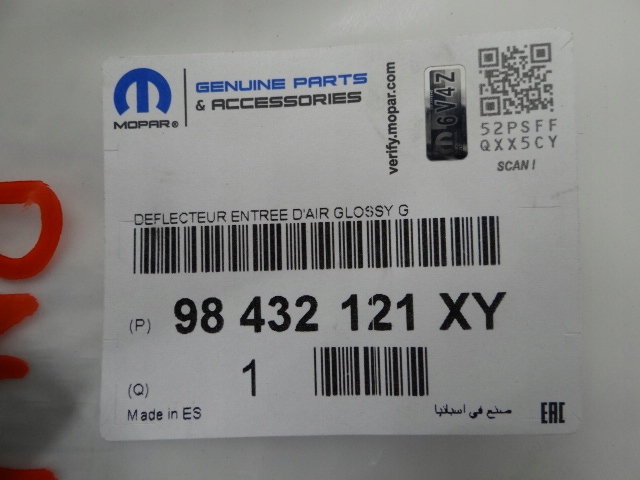 MOPAR®
GENUINE PARTS
& ACCESSORIES
verify.mopar.com
6V4Z
52PSFF
QXX5CY
SCAN !
DEFLECTEUR ENTREE D'AIR GLOSSY G
(P) 98 432 121 XY
(Q) 1
Made in ES
صنع في اسبانيا
EAC